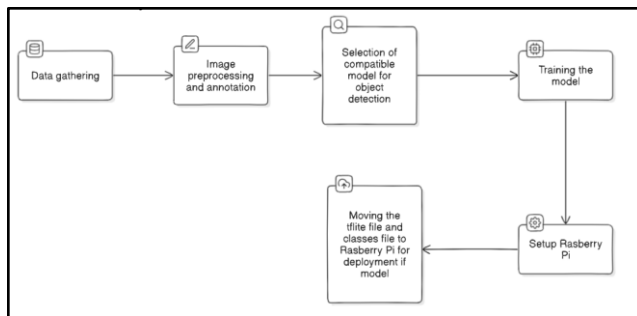 Data gathering
Image
preprocessing
and annotation
Selection of
compatible
model for
object
detection
Training the
model
Setup Rasberry
Pi
Moving the
tflite file and
classes file to
Rasberry Pi for
deployment if
model